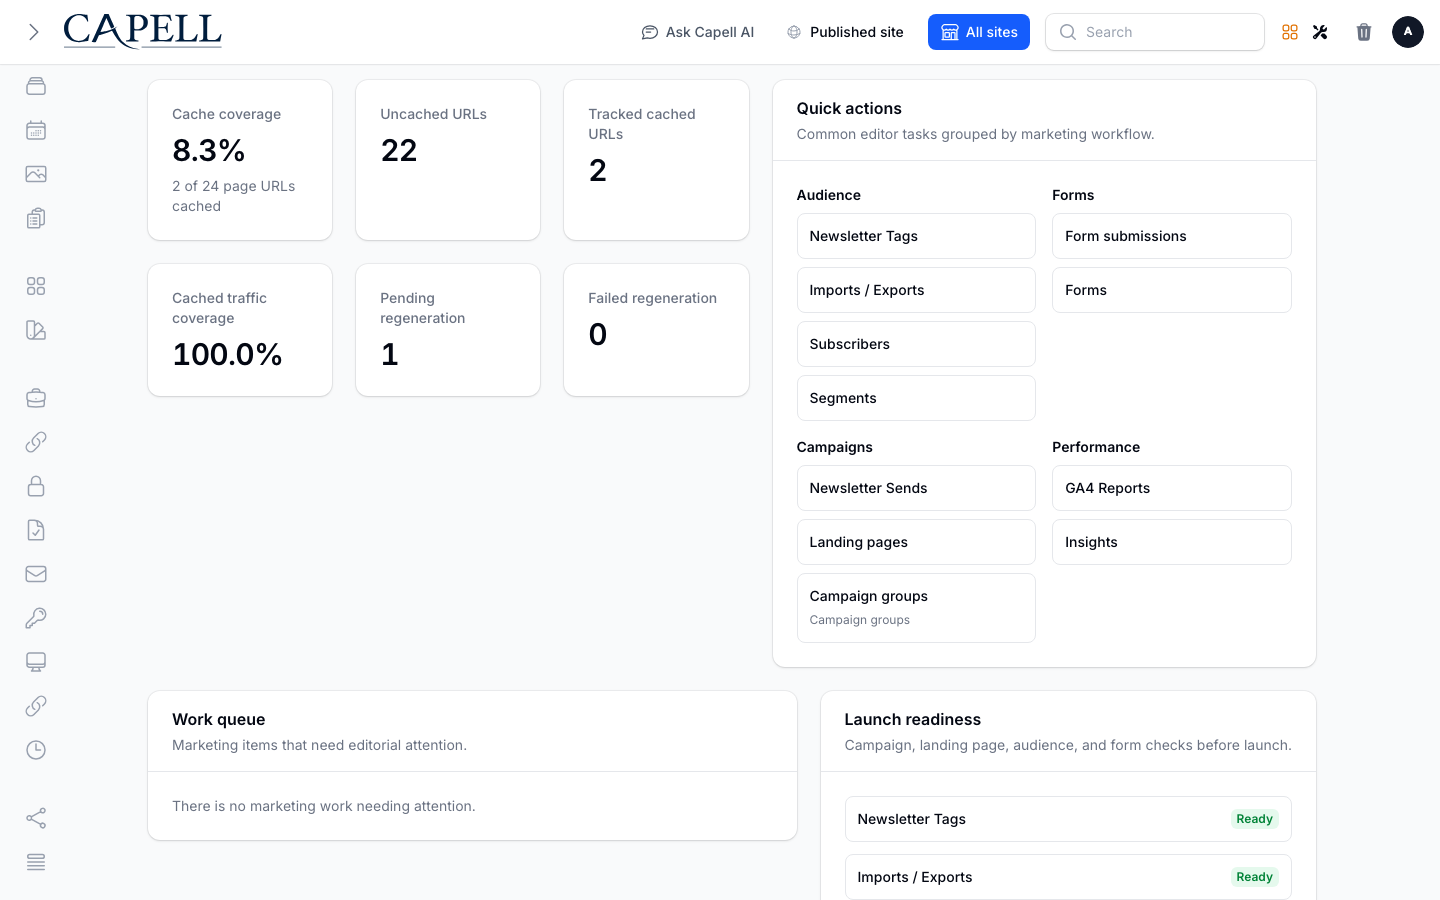 CAPELL
Ask Capell AI
Published site
All sites
Search
A
Cache coverage
8.3%
2 of 24 page URLs
cached
Uncached URLs
22
Tracked cached
URLs
2
Cached traffic
coverage
100.0%
Pending
regeneration
1
Failed regeneration
0
Quick actions
Common editor tasks grouped by marketing workflow.
Audience
Newsletter Tags
Imports / Exports
Subscribers
Segments
Forms
Form submissions
Forms
Campaigns
Newsletter Sends
Landing pages
Campaign groups
Campaign groups
Performance
GA4 Reports
Insights
Work queue
Marketing items that need editorial attention.
There is no marketing work needing attention.
Launch readiness
Campaign, landing page, audience, and form checks before launch.
Newsletter Tags
Ready
Imports / Exports
Ready